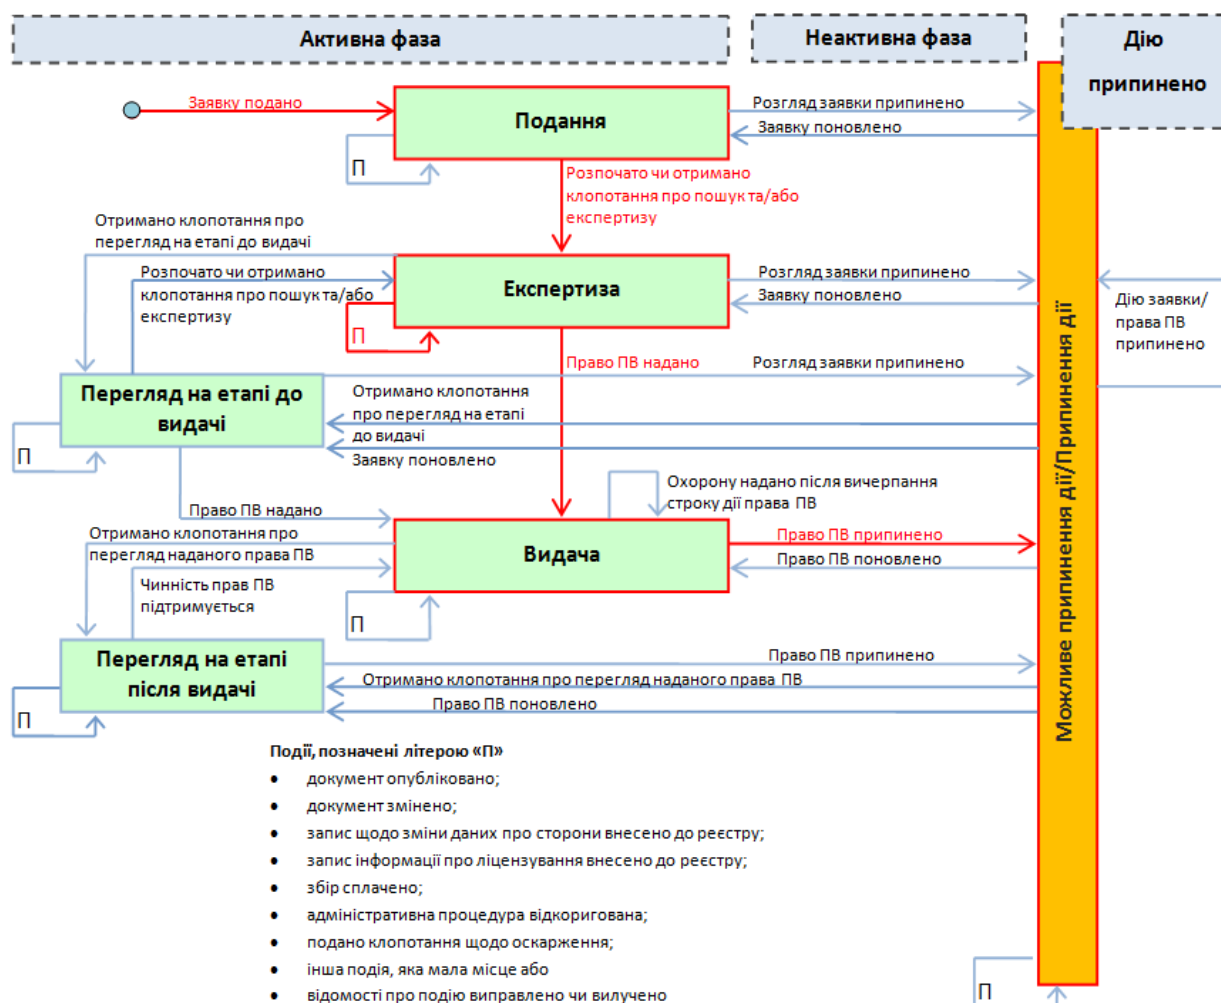 Активна фаза
Неактивна фаза
Дію
припинено
Заявку подано
Подання
Розгляд заявки припинено
Заявку поновлено
П
Розпочато чи отримано
клопотання про пошук та/або
експертизу
Отримано клопотання про
перегляд на етапі до видачі
Розпочато чи отримано
клопотання про пошук та/або
експертизу
Експертиза
Розгляд заявки припинено
Заявку поновлено
П
Дію заявки/
права ПВ
припинено
Право ПВ надано
Розгляд заявки припинено
Перегляд на етапі до
видачі
Отримано клопотання
про перегляд на етапі
до видачі
Заявку поновлено
П
Можливе припинення дії/Припинення дії
Охорону надано після вичерпання
строку дії права ПВ
Право ПВ надано
Отримано клопотання про
перегляд наданого права ПВ
Видача
Право ПВ припинено
Право ПВ поновлено
Чинність прав ПВ
підтримується
П
Перегляд на етапі
після видачі
Право ПВ припинено
Отримано клопотання про перегляд наданого права ПВ
Право ПВ поновлено
П
Події, позначені літерою «П»
• документ опубліковано;
• документ змінено;
• запис щодо зміни даних про сторони внесено до реєстру;
• запис інформації про ліцензування внесено до реєстру;
• збір сплачено;
• адміністративна процедура відкоригована;
• подано клопотання щодо оскарження;
• інша подія, яка мала місце або
• відомості про подію виправлено чи вилучено
П